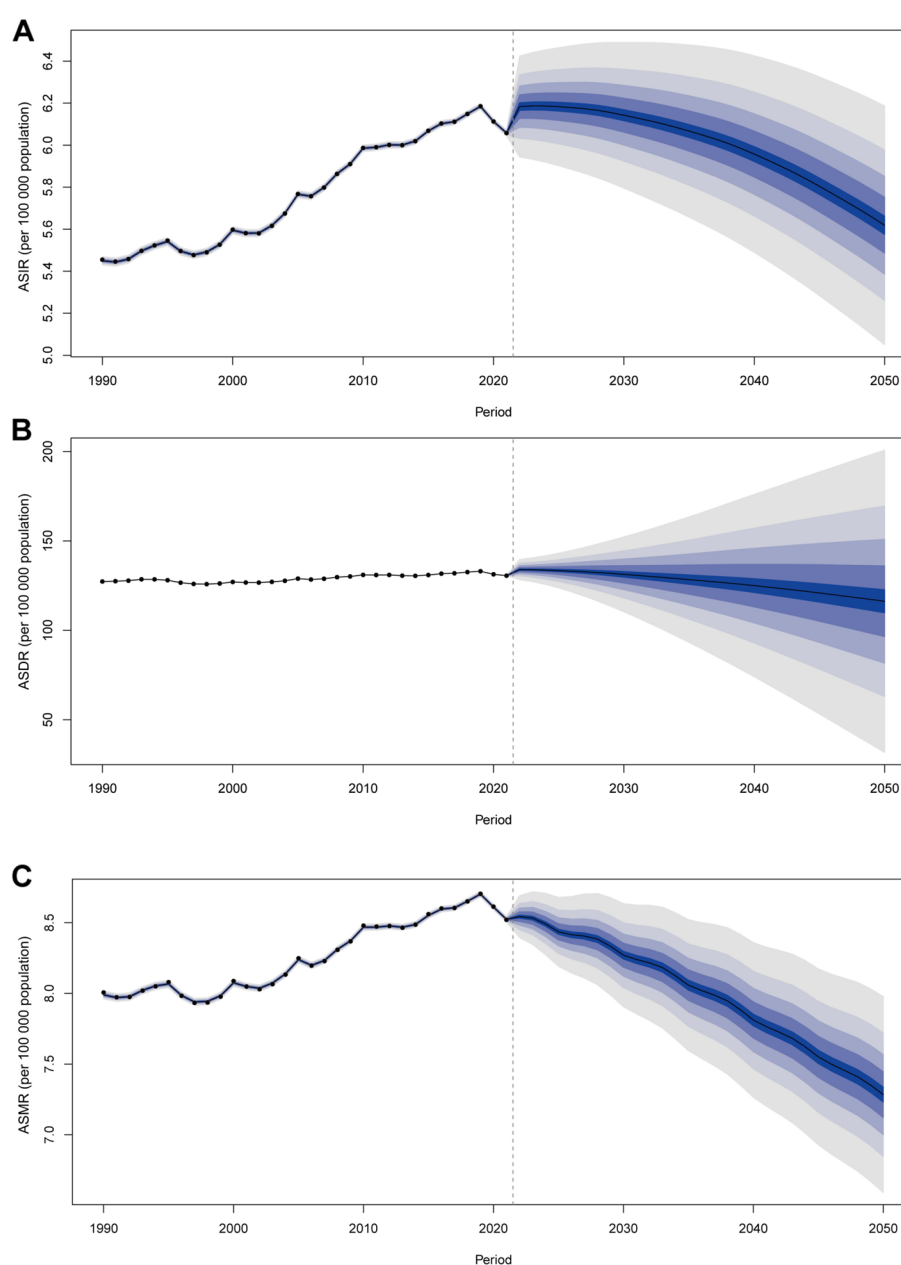 A
ASIR (per 100 000 population)
6.4
6.2
6.0
5.8
5.6
5.4
5.2
5.0
1990 2000 2010 2020 2030 2040 2050
Period
B
ASDR (per 100 000 population)
200
150
100
50
1990 2000 2010 2020 2030 2040 2050
Period
C
ASMR (per 100 000 population)
8.5
8.0
7.5
7.0
1990 2000 2010 2020 2030 2040 2050
Period